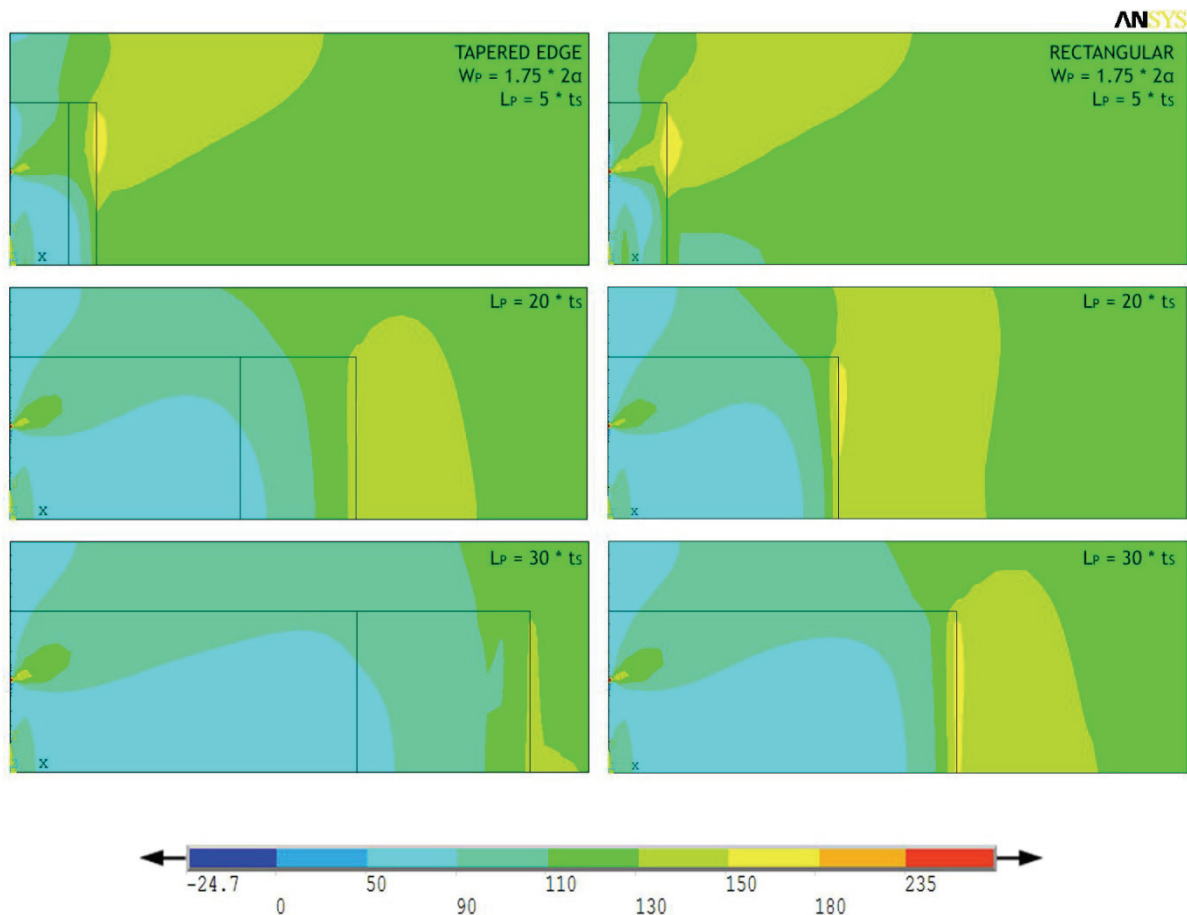 ANSYS
TAPERED EDGE
WP = 1.75 * 2α
LP = 5 * ts
X
RECTANGULAR
WP = 1.75 * 2α
LP = 5 * ts
X
LP = 20 * ts
X
LP = 20 * ts
X
LP = 30 * ts
X
LP = 30 * ts
X
-24.7 50 110 150 235
0 90 130 180